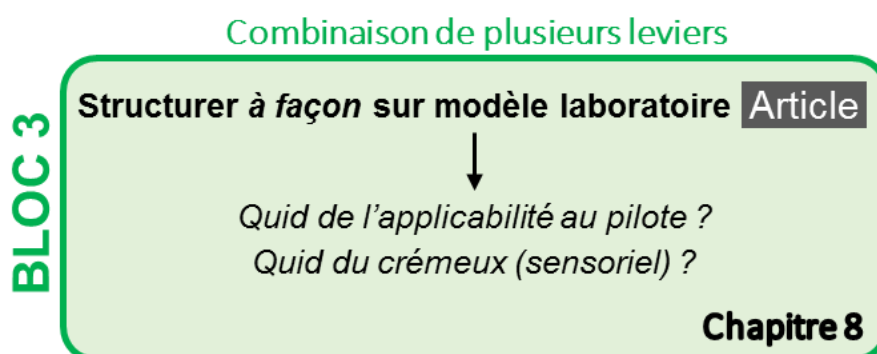 Combinaison de plusieurs leviers
BLOC 3
Structurer à façon sur modèle laboratoire Article
Quid de l'applicabilité au pilote ?
Quid du crémeux (sensoriel) ?
Chapitre 8